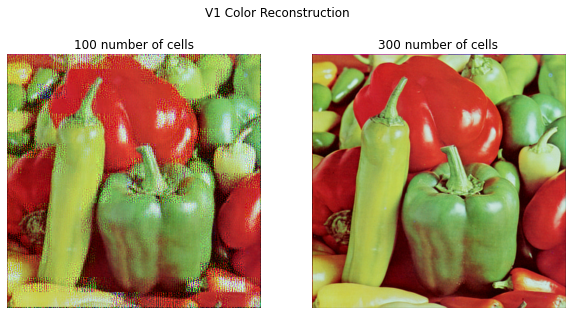 V1 Color Reconstruction
100 number of cells
300 number of cells